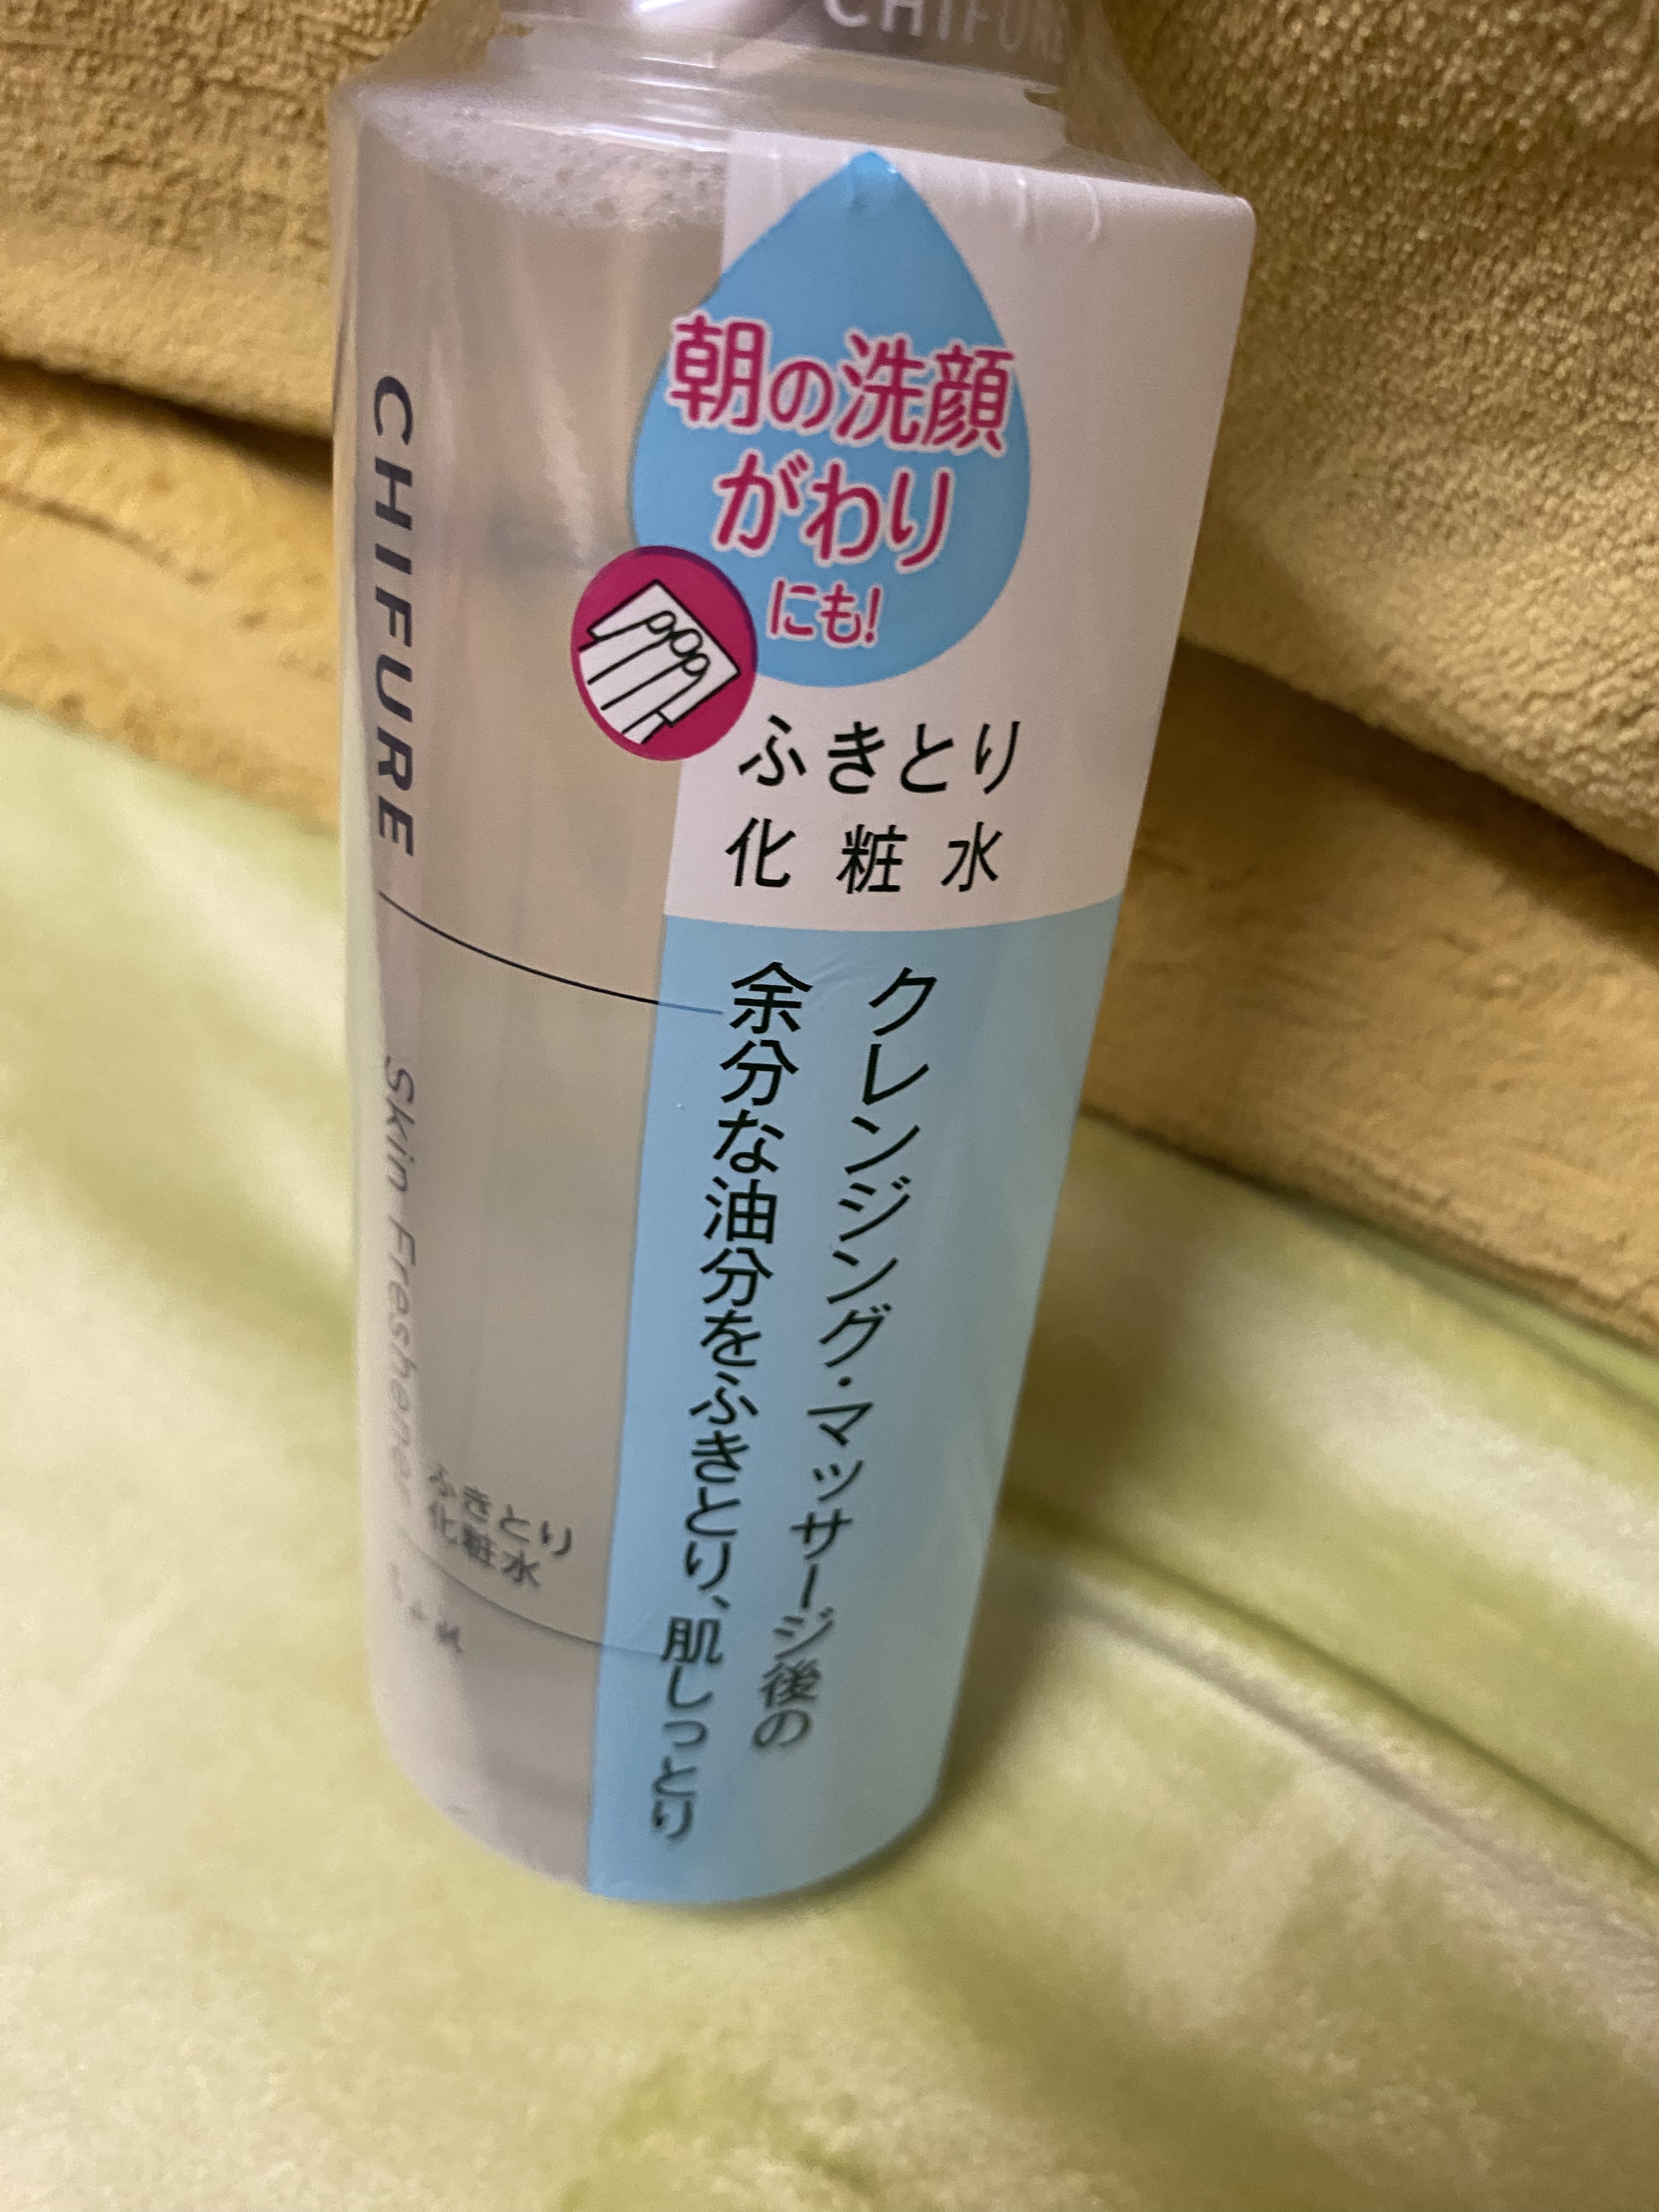 CHIFURE
朝の洗顔
がわり
にも!
ふきとり
化粧水
クレンジング・マッサージ後の
余分な油分をふきとり、肌しっとり
CHIFURE
Skin Freshener
ふきとり
化粧水